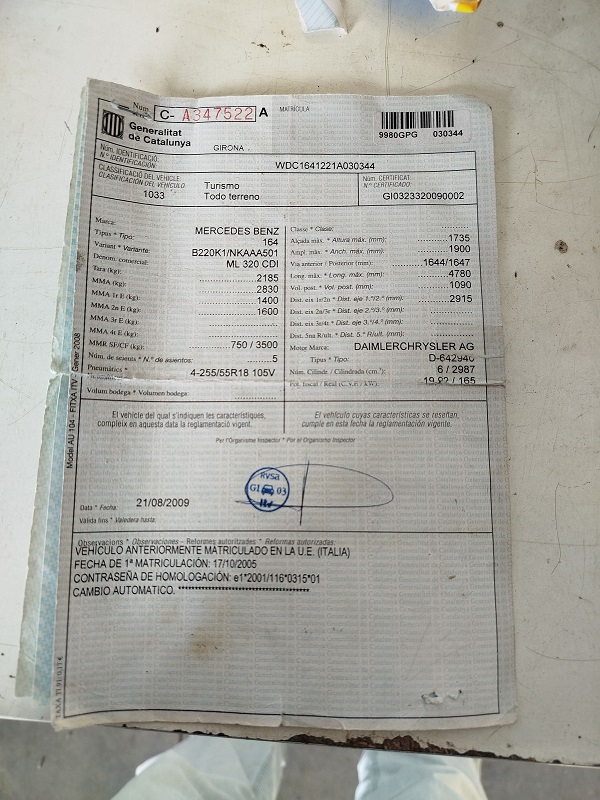 Núm.
C- A347522 A
MATRÍCULA
Generalitat
de Catalunya
GIRONA
9980GPG 030344
Núm. IDENTIFICACIÓ:
N.º IDENTIFICACIÓN:
WDC1641221A030344
CLASSIFICACIÓ DEL VEHICLE
CLASIFICACIÓN DEL VEHÍCULO
1033
Turismo
Todo terreno
Núm. CERTIFICAT:
N.º CERTIFICADO:
GI0323320090002
Marca: MERCEDES BENZ
Tipus * Tipo: 164
Variant * Variante: B220K1/NKAAA501
Denom. comercial: ML 320 CDI
Tara (kg): 2185
MMA (kg): 2830
MMA 1r E (kg): 1400
MMA 2n E (kg): 1600
MMA 3r E (kg):
MMA 4t E (kg):
MMR SF/CF (kg): 750 / 3500
Núm. de seients * N.º de asientos: 5
Pneumàtics * 4-255/55R18 105V
Volum bodega * Volumen bodega:
Classe * Clase:
Alçada màx. * Altura máx. (mm): 1735
Ampl. màx. * Anch. máx. (mm): 1900
Via anterior / Posterior (mm): 1644/1647
Long. màx. * Long. máx. (mm): 4780
Vol. post. * Vol. post. (mm): 1090
Dist. eix 1r/2n * Dist. eje 1.º/2.º (mm): 2915
Dist. eix 2n/3r * Dist. eje 2.º/3.º (mm):
Dist. eix 3r/4t * Dist. eje 3.º/4.º (mm):
Dist. 5na R/ult. * Dist. 5.ª R/ult. (mm):
Motor Marca: DAIMLERCHRYSLER AG
Tipus * Tipo: D-642940
Núm. Cilindr. / Cilindrada (cm.³): 6 / 2987
Pot. fiscal / Real (C.V.F. / kW): 19,82 / 165
El vehicle del qual s'indiquen les característiques,
compleix en aquesta data la reglamentació vigent.
El vehículo cuyas características se reseñan,
cumple en esta fecha la reglamentación vigente.
Per l'Organisme Inspector * Por el Organismo Inspector
rvsa
GI 03
itv
Data * Fecha: 21/08/2009
Vàlida fins * Valedera hasta:
Observacions * Observaciones - Reformes autoritzades * Reformas autorizadas:
VEHICULO ANTERIORMENTE MATRICULADO EN LA U.E. (ITALIA)
FECHA DE 1ª MATRICULACIÓN: 17/10/2005
CONTRASEÑA DE HOMOLOGACIÓN: e1*2001/116*0315*01
CAMBIO AUTOMATICO. ************************************
Model AU 104 - FITXA ITV - Gener 2008
TAXA TI.91/0,17 €